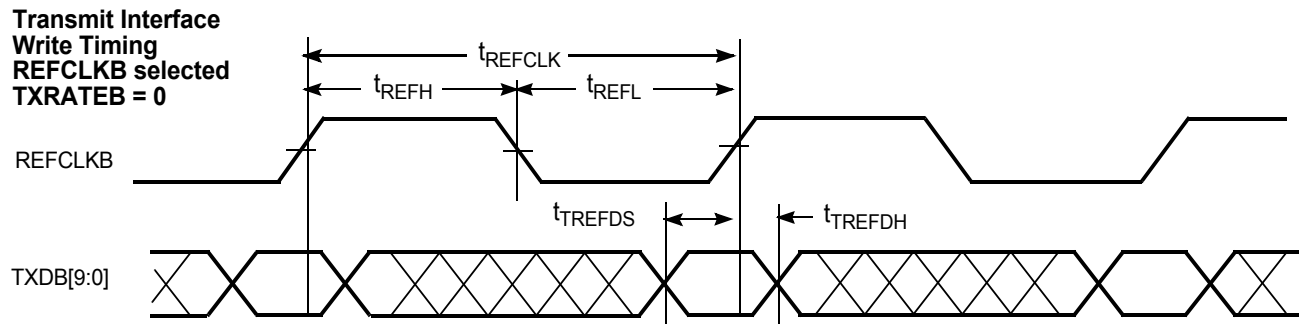 Transmit Interface
Write Timing
REFCLKB selected
TXRATEB = 0
tREFCLK
tREFH
tREFL
REFCLKB
tTREFDS
tTREFDH
TXDB[9:0]